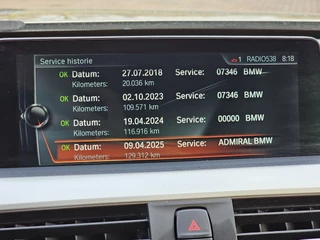 Service historie 1 RADIO538 8:18
OK Datum: 27.07.2018 Service: 07346 BMW
Kilometers: 20.036 km
OK Datum: 02.10.2023 Service: 07346 BMW
Kilometers: 109.571 km
OK Datum: 19.04.2024 Service: 00000 BMW
Kilometers: 116.916 km
OK Datum: 09.04.2025 Service: ADMIRAL BMW
Kilometers: 129.312 km